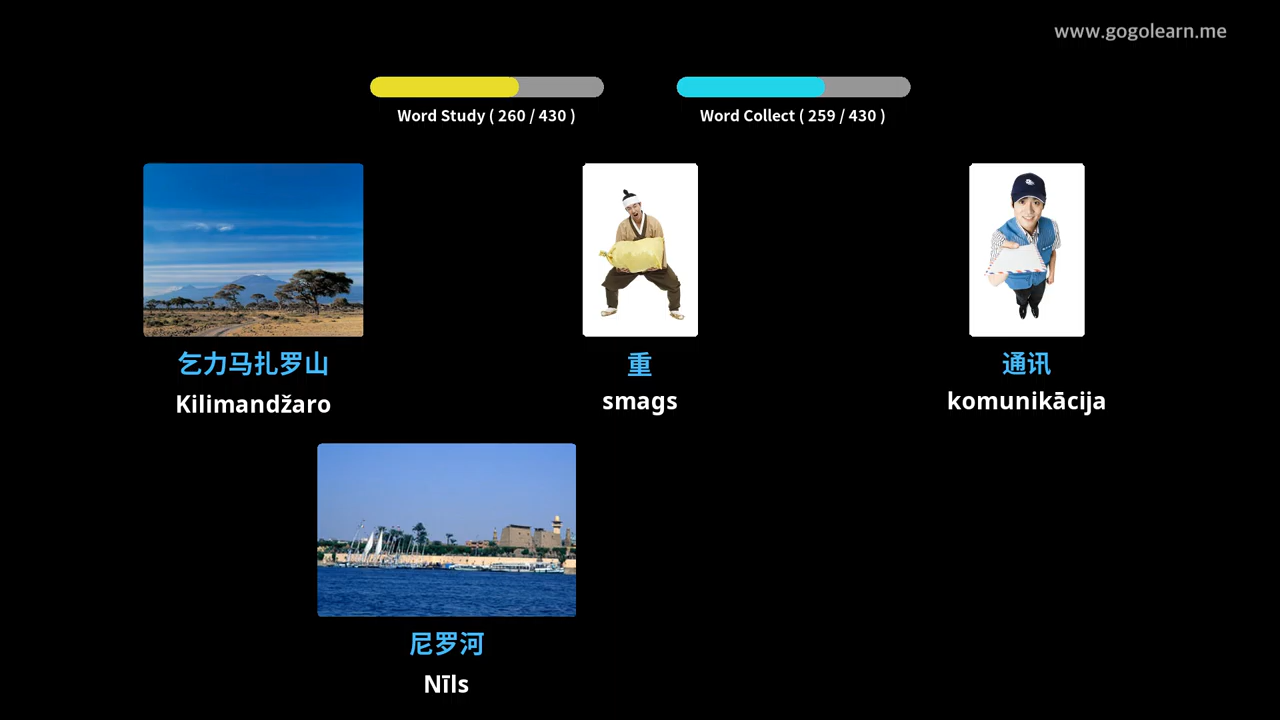 www.gogolearn.me
Word Study ( 260 / 430 )
Word Collect ( 259 / 430 )
乞力马扎罗山
Kilimandžaro
重
smags
通讯
komunikācija
尼罗河
Nīls